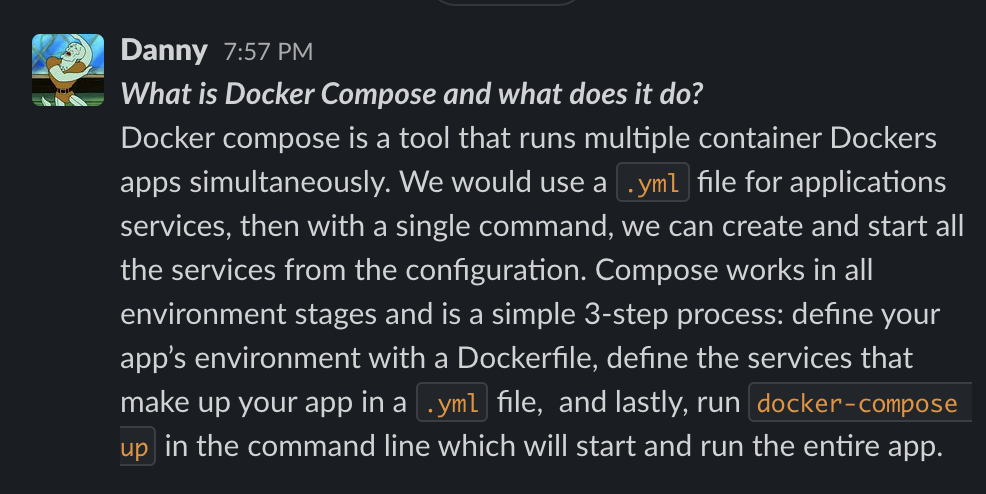 Danny 7:57 PM
What is Docker Compose and what does it do?
Docker compose is a tool that runs multiple container Dockers
apps simultaneously. We would use a .yml file for applications
services, then with a single command, we can create and start all
the services from the configuration. Compose works in all
environment stages and is a simple 3-step process: define your
app’s environment with a Dockerfile, define the services that
make up your app in a .yml file,  and lastly, run docker-compose
up in the command line which will start and run the entire app.